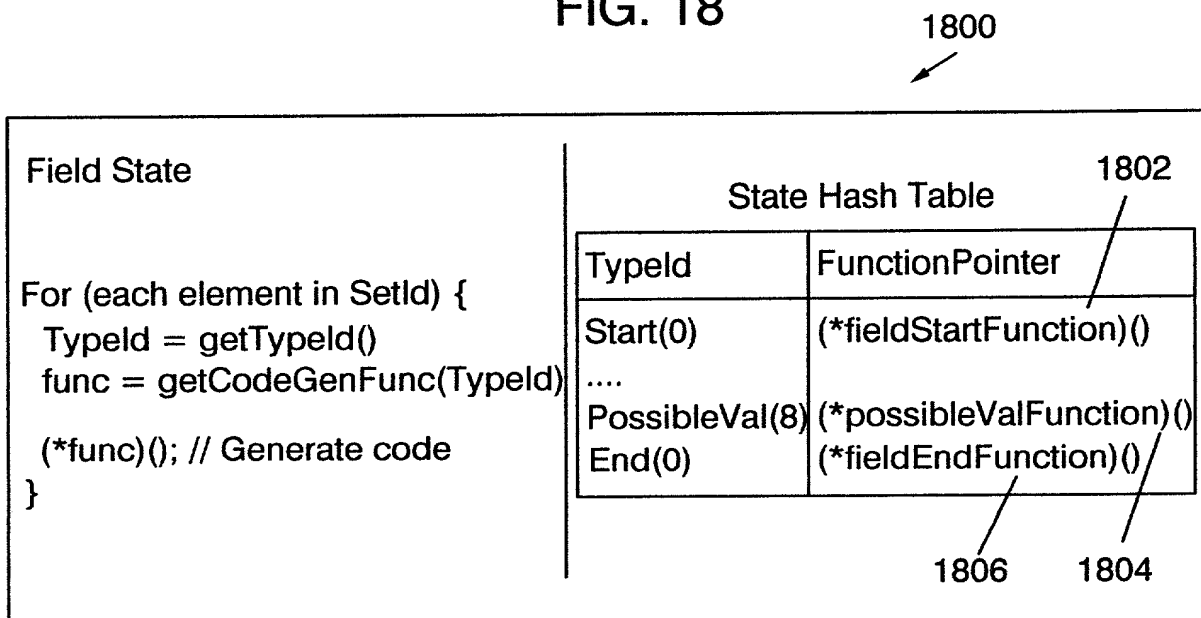 FIG. 18
1800
Field State
For (each element in SetId) {
TypeId = getTypeId()
func = getCodeGenFunc(TypeId)
(*func)(); // Generate code
}
1802
State Hash Table
TypeId FunctionPointer
Start(0) (*fieldStartFunction)()
....
PossibleVal(8) (*possibleValFunction)()
End(0) (*fieldEndFunction)()
1806 1804